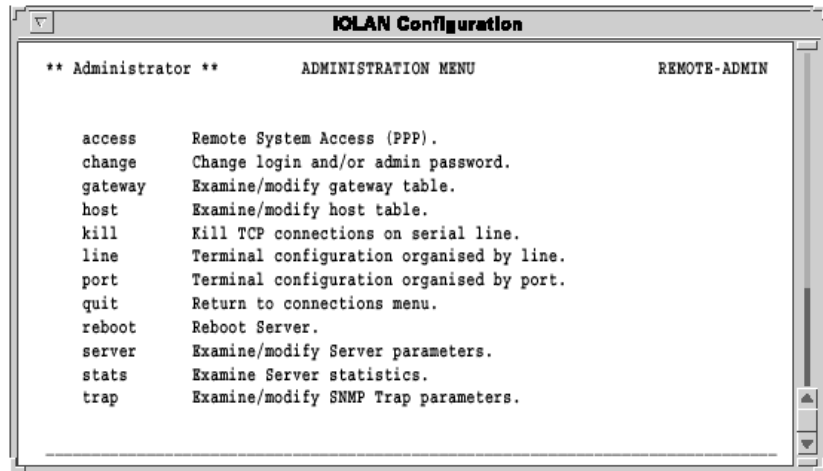 IOLAN Configuration
** Administrator ** ADMINISTRATION MENU REMOTE-ADMIN
access Remote System Access (PPP).
change Change login and/or admin password.
gateway Examine/modify gateway table.
host Examine/modify host table.
kill Kill TCP connections on serial line.
line Terminal configuration organised by line.
port Terminal configuration organised by port.
quit Return to connections menu.
reboot Reboot Server.
server Examine/modify Server parameters.
stats Examine Server statistics.
trap Examine/modify SNMP Trap parameters.